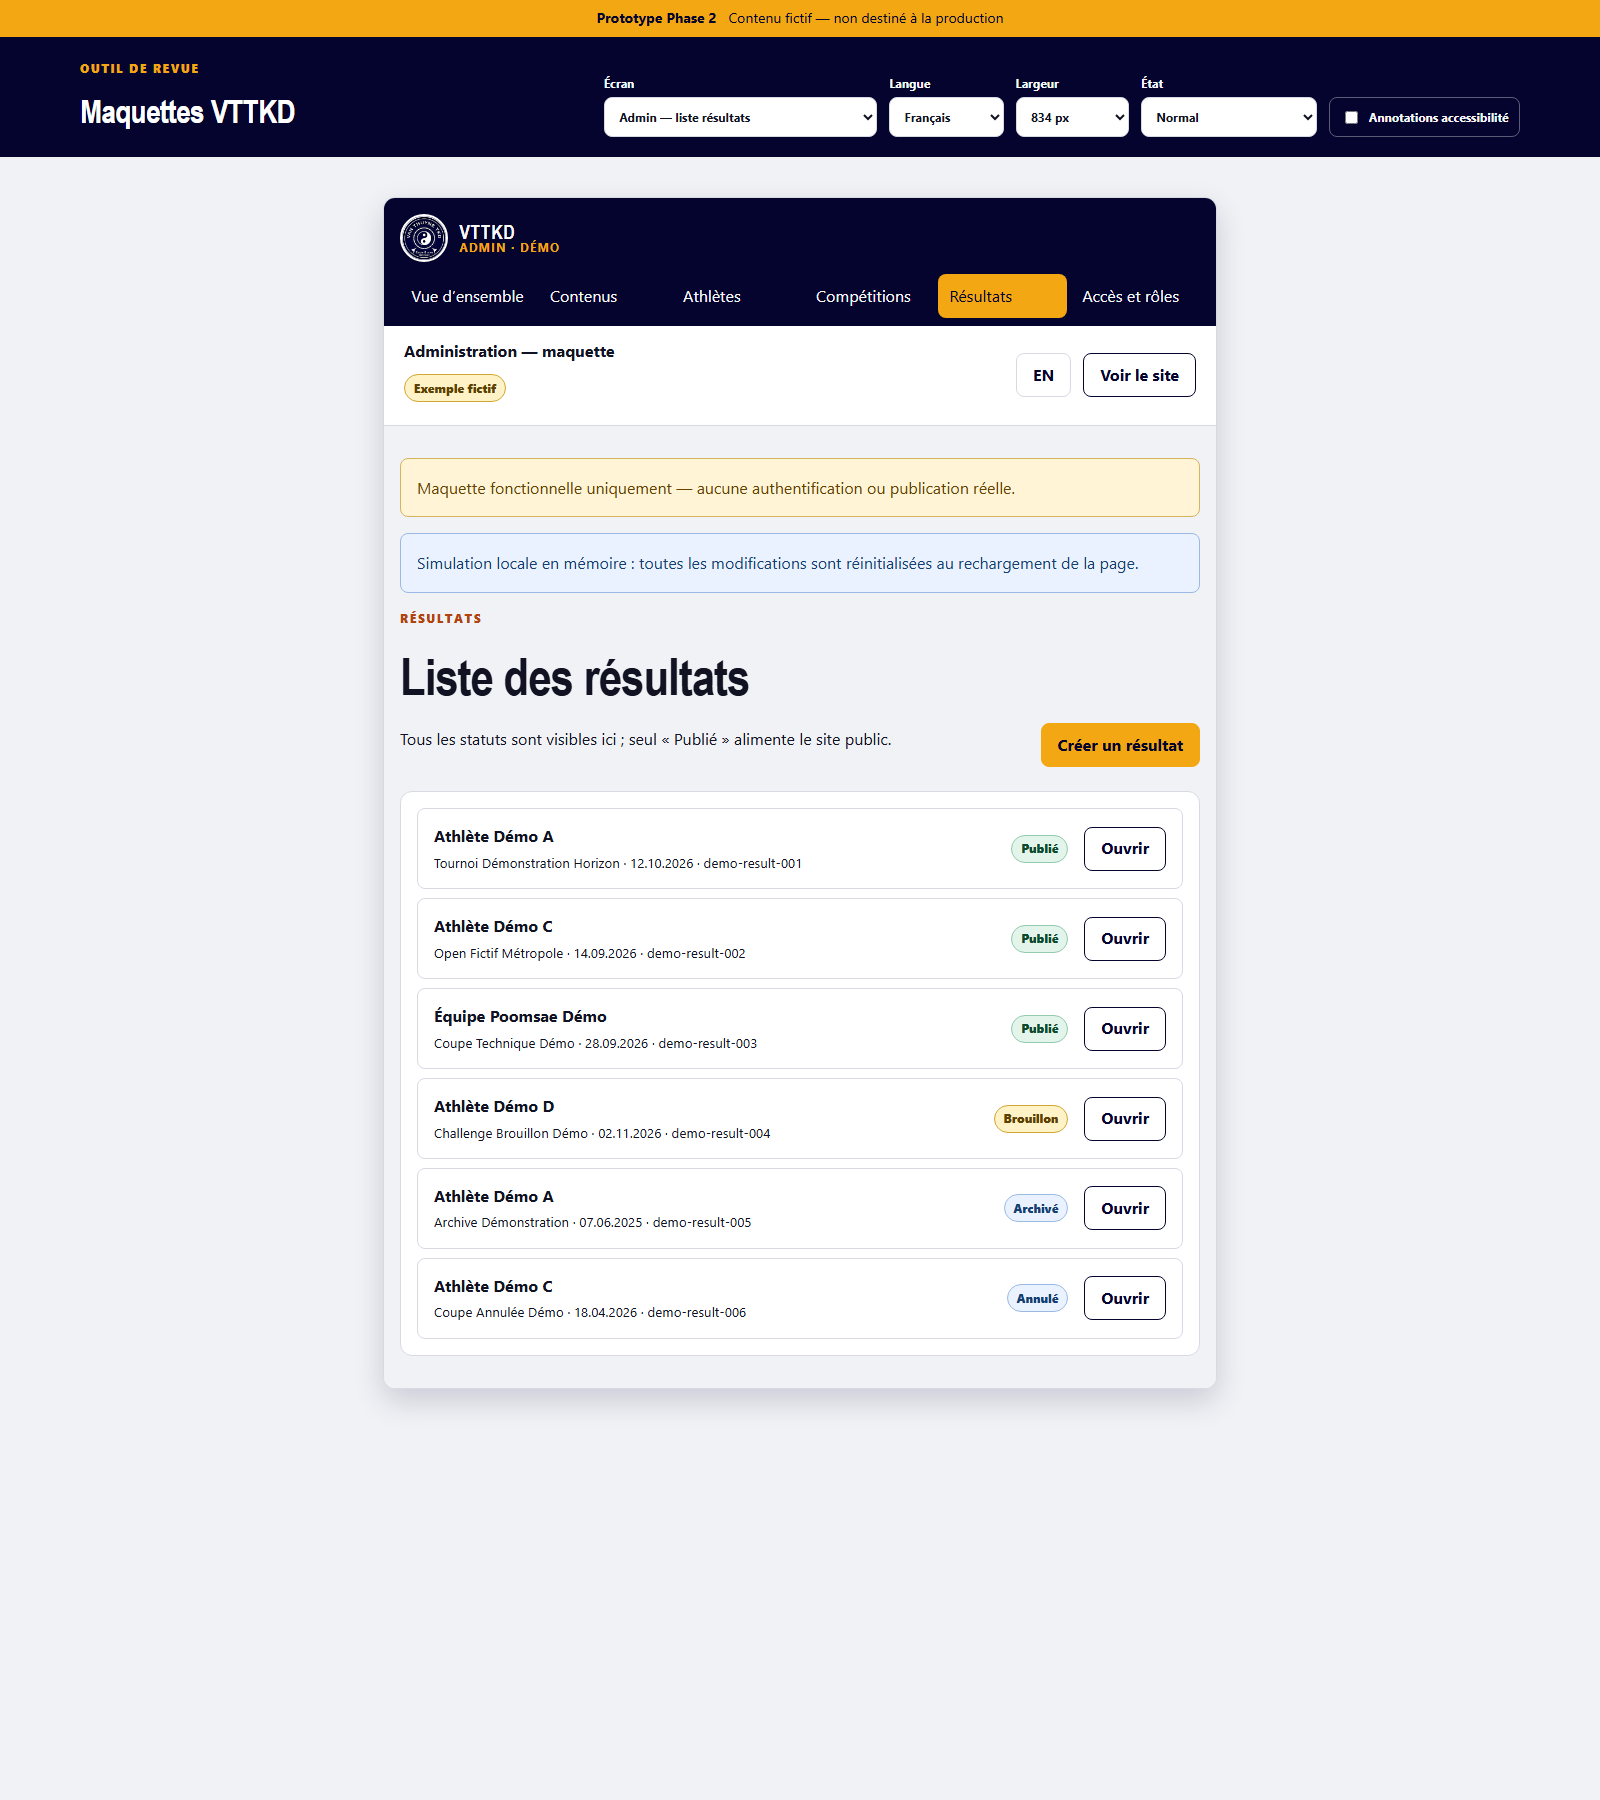 Prototype Phase 2 Contenu fictif — non destiné à la production
OUTIL DE REVUE
Maquettes VTTKD
Écran
Admin — liste résultats
Langue
Français
Largeur
834 px
État
Normal
Annotations accessibilité
VTTKD
ADMIN · DÉMO
Vue d’ensemble
Contenus
Athlètes
Compétitions
Résultats
Accès et rôles
Administration — maquette
Exemple fictif
EN
Voir le site
Maquette fonctionnelle uniquement — aucune authentification ou publication réelle.
Simulation locale en mémoire : toutes les modifications sont réinitialisées au rechargement de la page.
RÉSULTATS
Liste des résultats
Tous les statuts sont visibles ici ; seul « Publié » alimente le site public.
Créer un résultat
Athlète Démo A
Tournoi Démonstration Horizon · 12.10.2026 · demo-result-001
Publié
Ouvrir
Athlète Démo C
Open Fictif Métropole · 14.09.2026 · demo-result-002
Publié
Ouvrir
Équipe Poomsae Démo
Coupe Technique Démo · 28.09.2026 · demo-result-003
Publié
Ouvrir
Athlète Démo D
Challenge Brouillon Démo · 02.11.2026 · demo-result-004
Brouillon
Ouvrir
Athlète Démo A
Archive Démonstration · 07.06.2025 · demo-result-005
Archivé
Ouvrir
Athlète Démo C
Coupe Annulée Démo · 18.04.2026 · demo-result-006
Annulé
Ouvrir